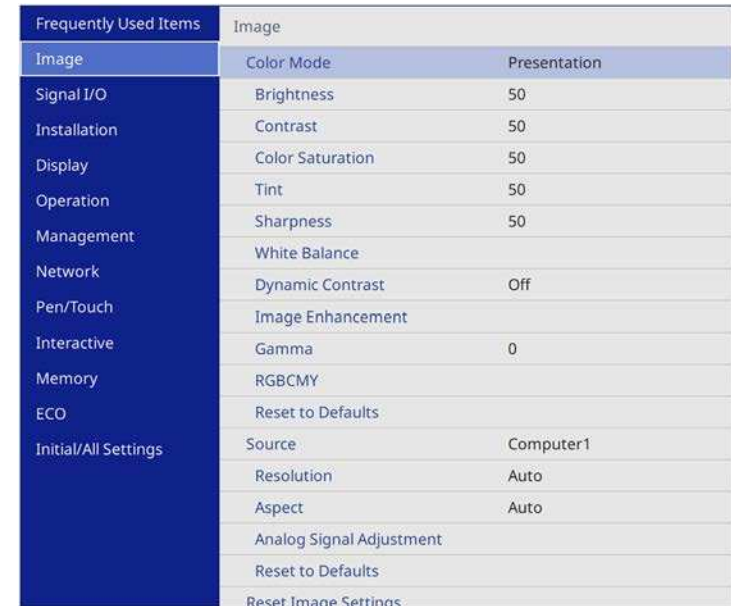 Frequently Used Items
Image
Signal I/O
Installation
Display
Operation
Management
Network
Pen/Touch
Interactive
Memory
ECO
Initial/All Settings
Image
Color Mode Presentation
Brightness 50
Contrast 50
Color Saturation 50
Tint 50
Sharpness 50
White Balance
Dynamic Contrast Off
Image Enhancement
Gamma 0
RGBCMY
Reset to Defaults
Source Computer1
Resolution Auto
Aspect Auto
Analog Signal Adjustment
Reset to Defaults
Reset Image Settings